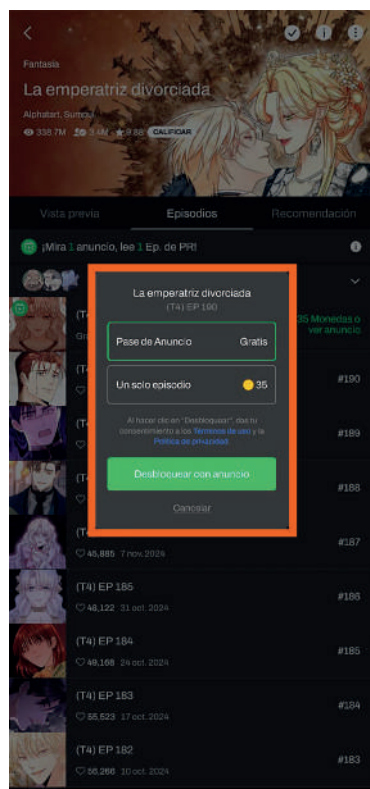 Fantasía
La emperatriz divorciada
Alphatart, Sumpul
338.7M 3.4M 9.88 CALIFICAR
Vista previa Episodios Recomendación
¡Mira 1 anuncio, lee 1 Ep. de PR!
La emperatriz divorciada
(T4) EP 190
35 Monedas o
ver anuncio
Pase de Anuncio Gratis
Un solo episodio 35
#190
Al hacer clic en "Desbloquear", das tu
consentimiento a los Términos de uso y la
Política de privacidad.
#189
Desbloquear con anuncio
#188
Cancelar
#187
45,885 7 nov. 2024
(T4) EP 185
#186
48,122 31 oct. 2024
(T4) EP 184
#185
49,168 24 oct. 2024
(T4) EP 183
#184
55,523 17 oct. 2024
(T4) EP 182
#183
56,266 10 oct. 2024